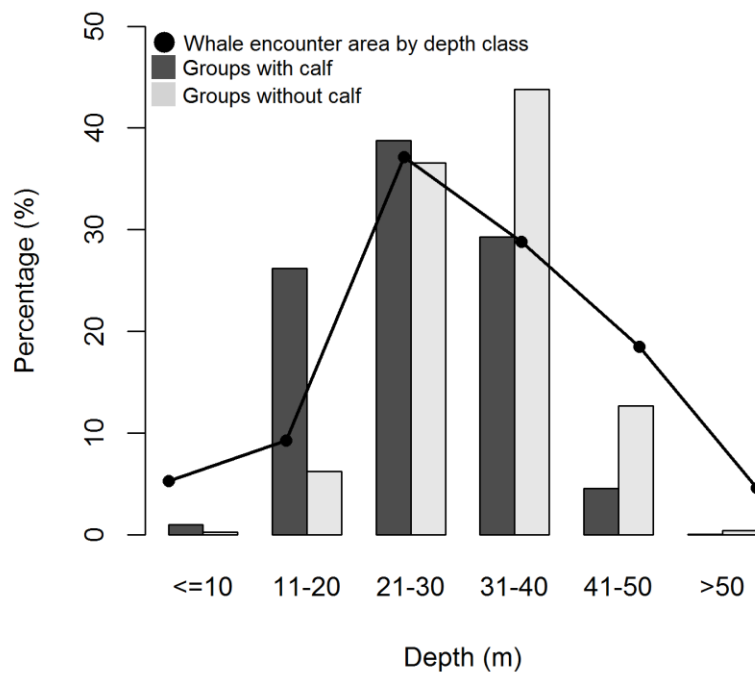 Whale encounter area by depth class
Groups with calf
Groups without calf
Percentage (%)
50
40
30
20
10
0
<=10 11-20 21-30 31-40 41-50 >50
Depth (m)